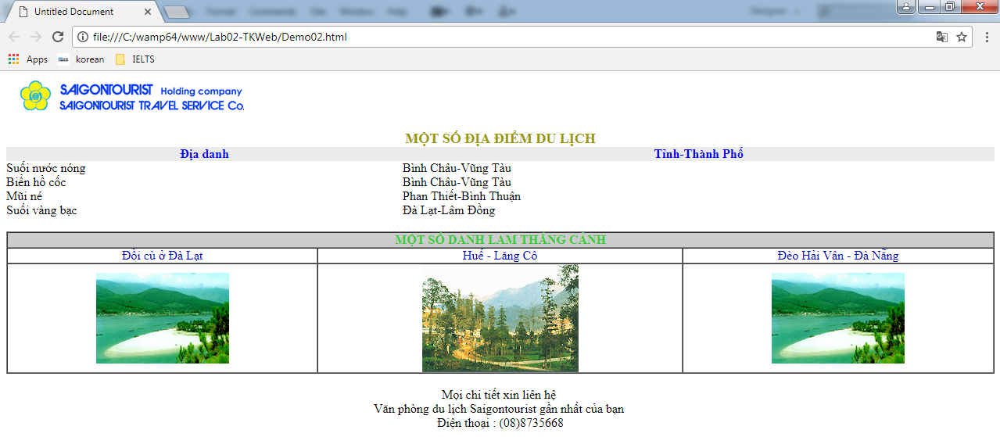 Untitled Document
Format Commands Site Window Help
Designer
file:///C:/wamp64/www/Lab02-TKWeb/Demo02.html
Apps korean IELTS
SAIGONTOURIST Holding company
SAIGONTOURIST TRAVEL SERVICE Co.
MỘT SỐ ĐỊA ĐIỂM DU LỊCH
Địa danh Tỉnh-Thành Phố
Suối nước nóng Bình Châu-Vũng Tàu
Biển hồ cốc Bình Châu-Vũng Tàu
Mũi né Phan Thiết-Bình Thuận
Suối vàng bạc Đà Lạt-Lâm Đồng
MỘT SỐ DANH LAM THẮNG CẢNH
Đồi cù ở Đà Lạt Huế - Lăng Cô Đèo Hải Vân - Đà Nẵng
Mọi chi tiết xin liên hệ
Văn phòng du lịch Saigontourist gần nhất của bạn
Điện thoại : (08)8735668